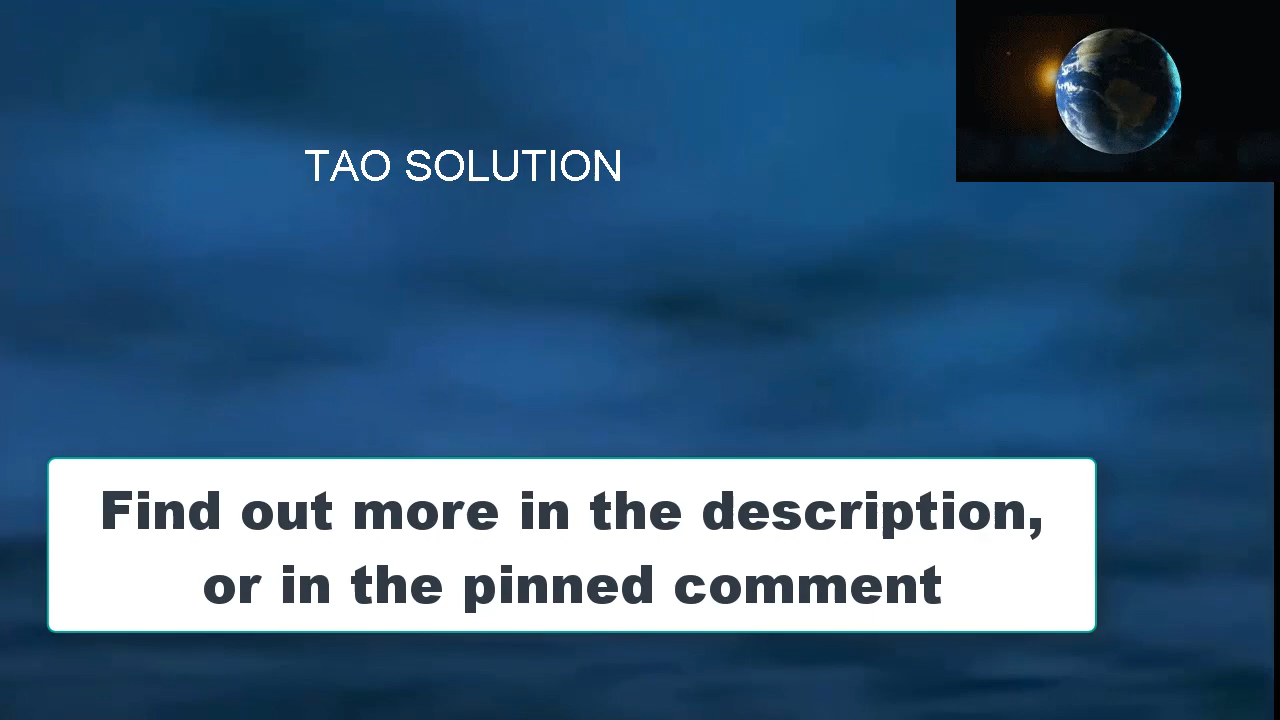 TAO SOLUTION
Find out more in the description,
or in the pinned comment